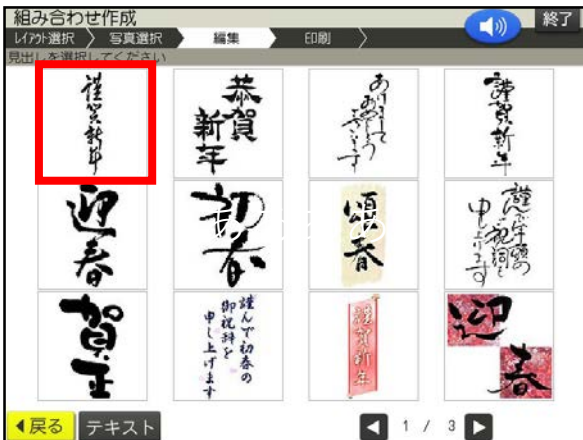 組み合わせ作成
終了
レイアウト選択 〉 写真選択 〉 編集 〉 印刷 〉
見出しを選択してください
謹賀新年
恭賀
新年
あけまして
おめでとう
ございます
謹賀新年
迎春
初春
頌春
謹んで年頭の
御祝詞を
申し上げます
賀正
謹んで初春の
御祝辞を
申し上げます
謹賀新年
迎春
戻る
テキスト
1 / 3